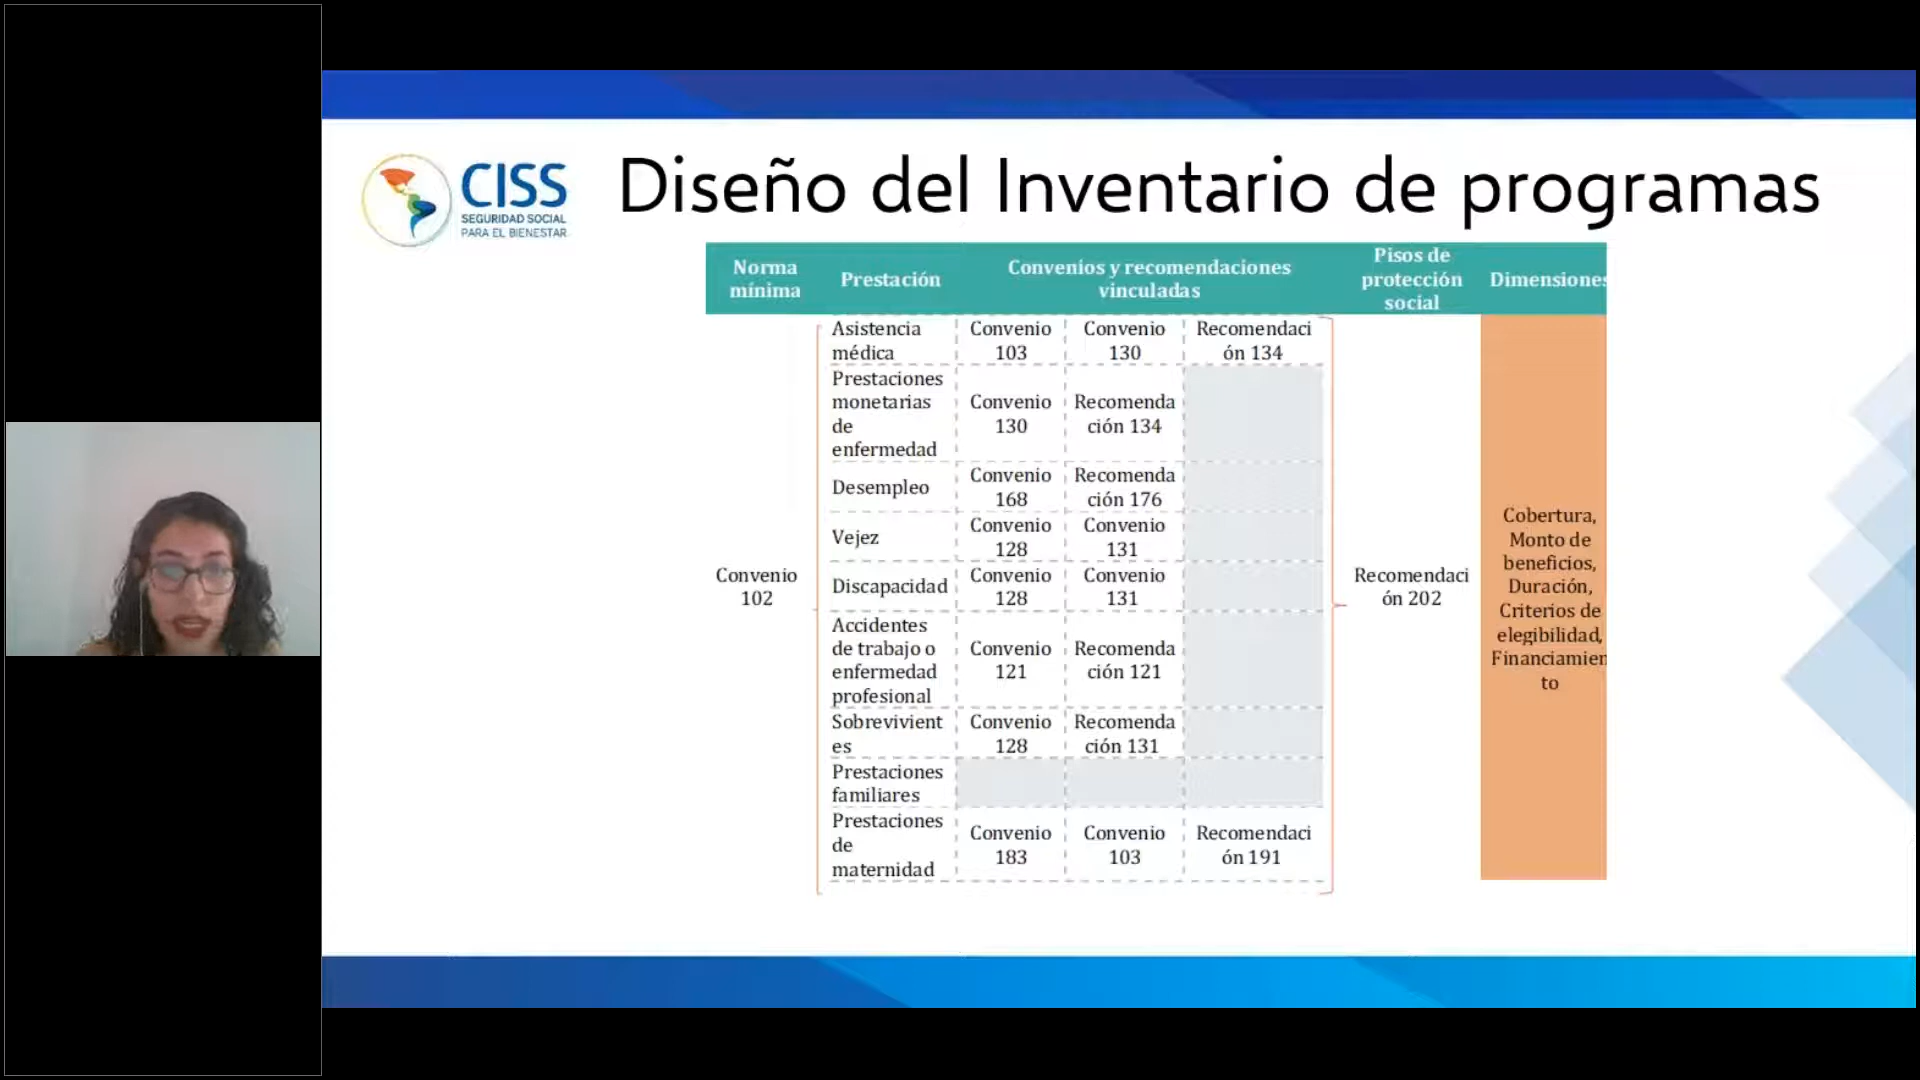 CISS
SEGURIDAD SOCIAL
PARA EL BIENESTAR
Diseño del Inventario de programas
Norma
mínima
Prestación
Convenios y recomendaciones
vinculadas
Pisos de
protección
social
Dimensiones
Convenio
102
Asistencia
médica
Convenio
103
Convenio
130
Recomendaci
ón 134
Prestaciones
monetarias
de
enfermedad
Convenio
130
Recomenda
ción 134
Desempleo
Convenio
168
Recomenda
ción 176
Vejez
Convenio
128
Convenio
131
Discapacidad
Convenio
128
Convenio
131
Accidentes
de trabajo o
enfermedad
profesional
Convenio
121
Recomenda
ción 121
Sobrevivient
es
Convenio
128
Recomenda
ción 131
Prestaciones
familiares
Prestaciones
de
maternidad
Convenio
183
Convenio
103
Recomendaci
ón 191
Recomendaci
ón 202
Cobertura,
Monto de
beneficios,
Duración,
Criterios de
elegibilidad,
Financiamien
to